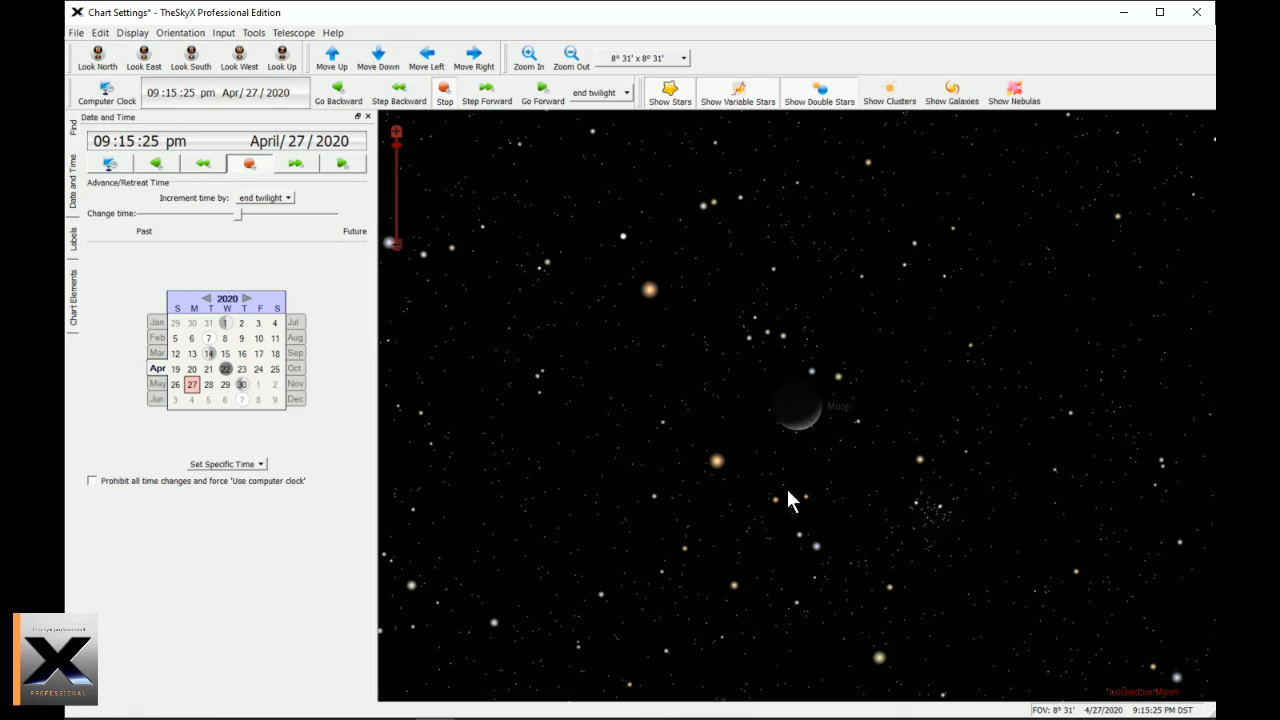 Chart Settings* - TheSkyX Professional Edition
File Edit Display Orientation Input Tools Telescope Help
Look North Look East Look South Look West Look Up Move Up Move Down Move Left Move Right Zoom In Zoom Out 8° 31' x 8° 31'
Computer Clock 09:15:25 pm Apr/27/2020 Go Backward Step Backward Stop Step Forward Go Forward end twilight Show Stars Show Variable Stars Show Double Stars Show Clusters Show Galaxies Show Nebulas
Date and Time
Find
Date and Time
Labels
Chart Elements
09:15:25 pm April/27/2020
Advance/Retreat Time
Increment time by: end twilight
Change time:
Past Future
2020
S M T W T F S
Jan 29 30 31 1 2 3 4 Jul
Feb 5 6 7 8 9 10 11 Aug
Mar 12 13 14 15 16 17 18 Sep
Apr 19 20 21 22 23 24 25 Oct
May 26 27 28 29 30 1 2 Nov
Jun 3 4 5 6 7 8 9 Dec
Set Specific Time
Prohibit all time changes and force 'Use computer clock'
Moon
Locked on Moon
TheSkyX professional
X
PROFESSIONAL
FOV: 8° 31' 4/27/2020 9:15:25 PM DST